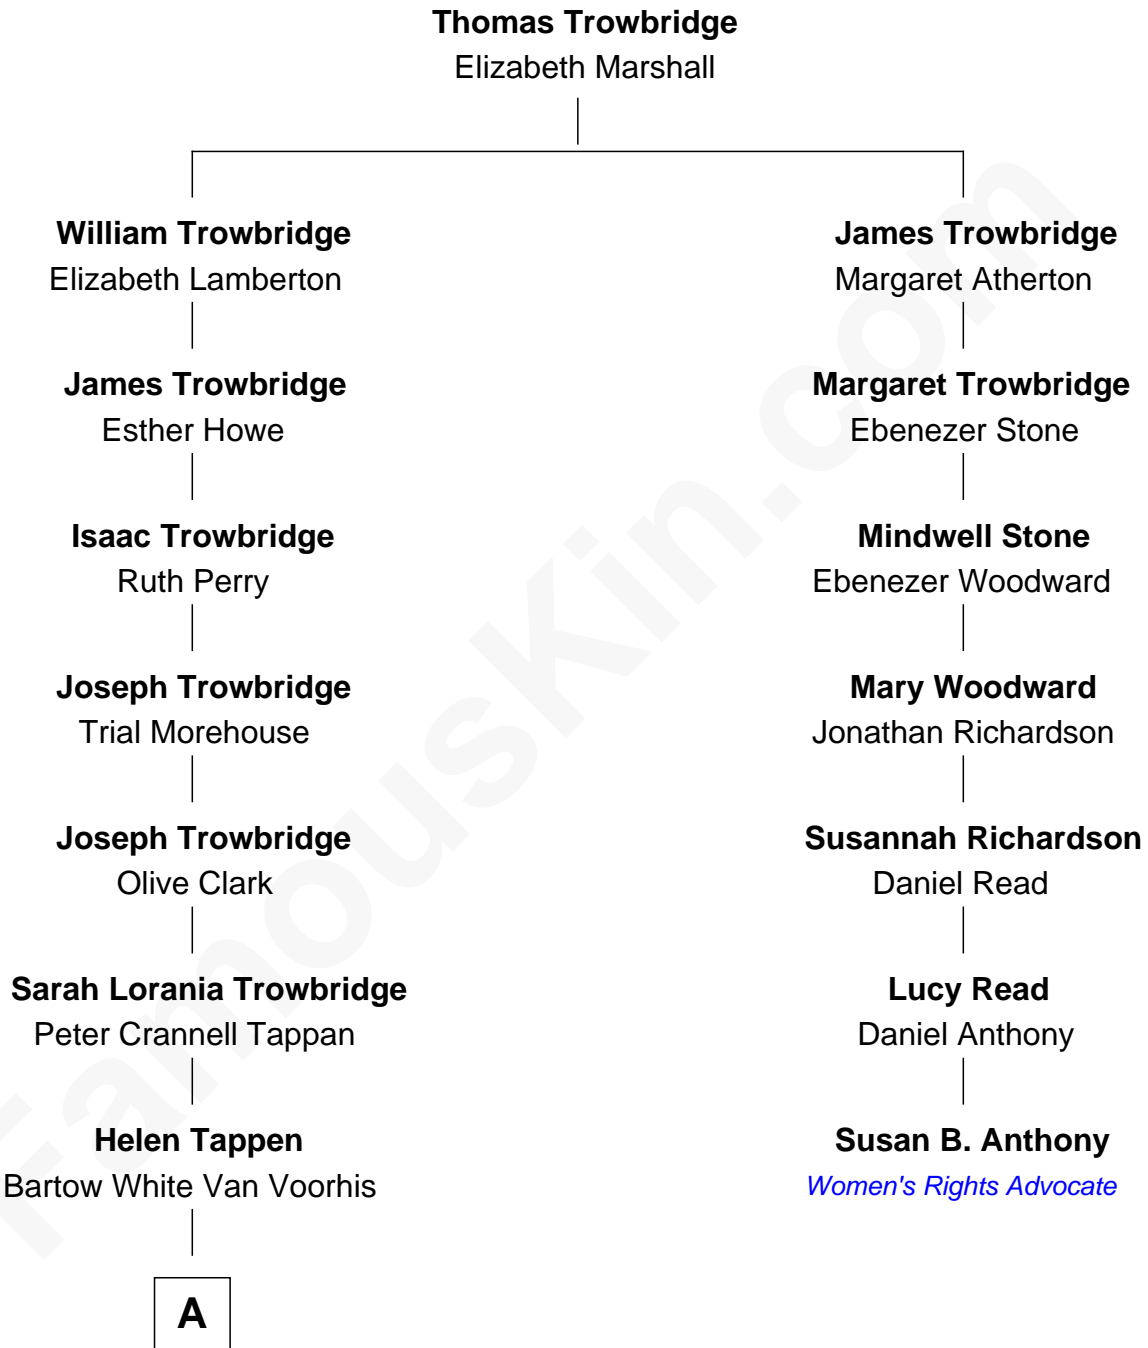 Thomas Trowbridge
Elizabeth Marshall
William Trowbridge
Elizabeth Lamberton
James Trowbridge
Esther Howe
Isaac Trowbridge
Ruth Perry
Joseph Trowbridge
Trial Morehouse
Joseph Trowbridge
Olive Clark
Sarah Lorania Trowbridge
Peter Crannell Tappan
Helen Tappen
Bartow White Van Voorhis
A
James Trowbridge
Margaret Atherton
Margaret Trowbridge
Ebenezer Stone
Mindwell Stone
Ebenezer Woodward
Mary Woodward
Jonathan Richardson
Susannah Richardson
Daniel Read
Lucy Read
Daniel Anthony
Susan B. Anthony
Women's Rights Advocate
FamousKin.com